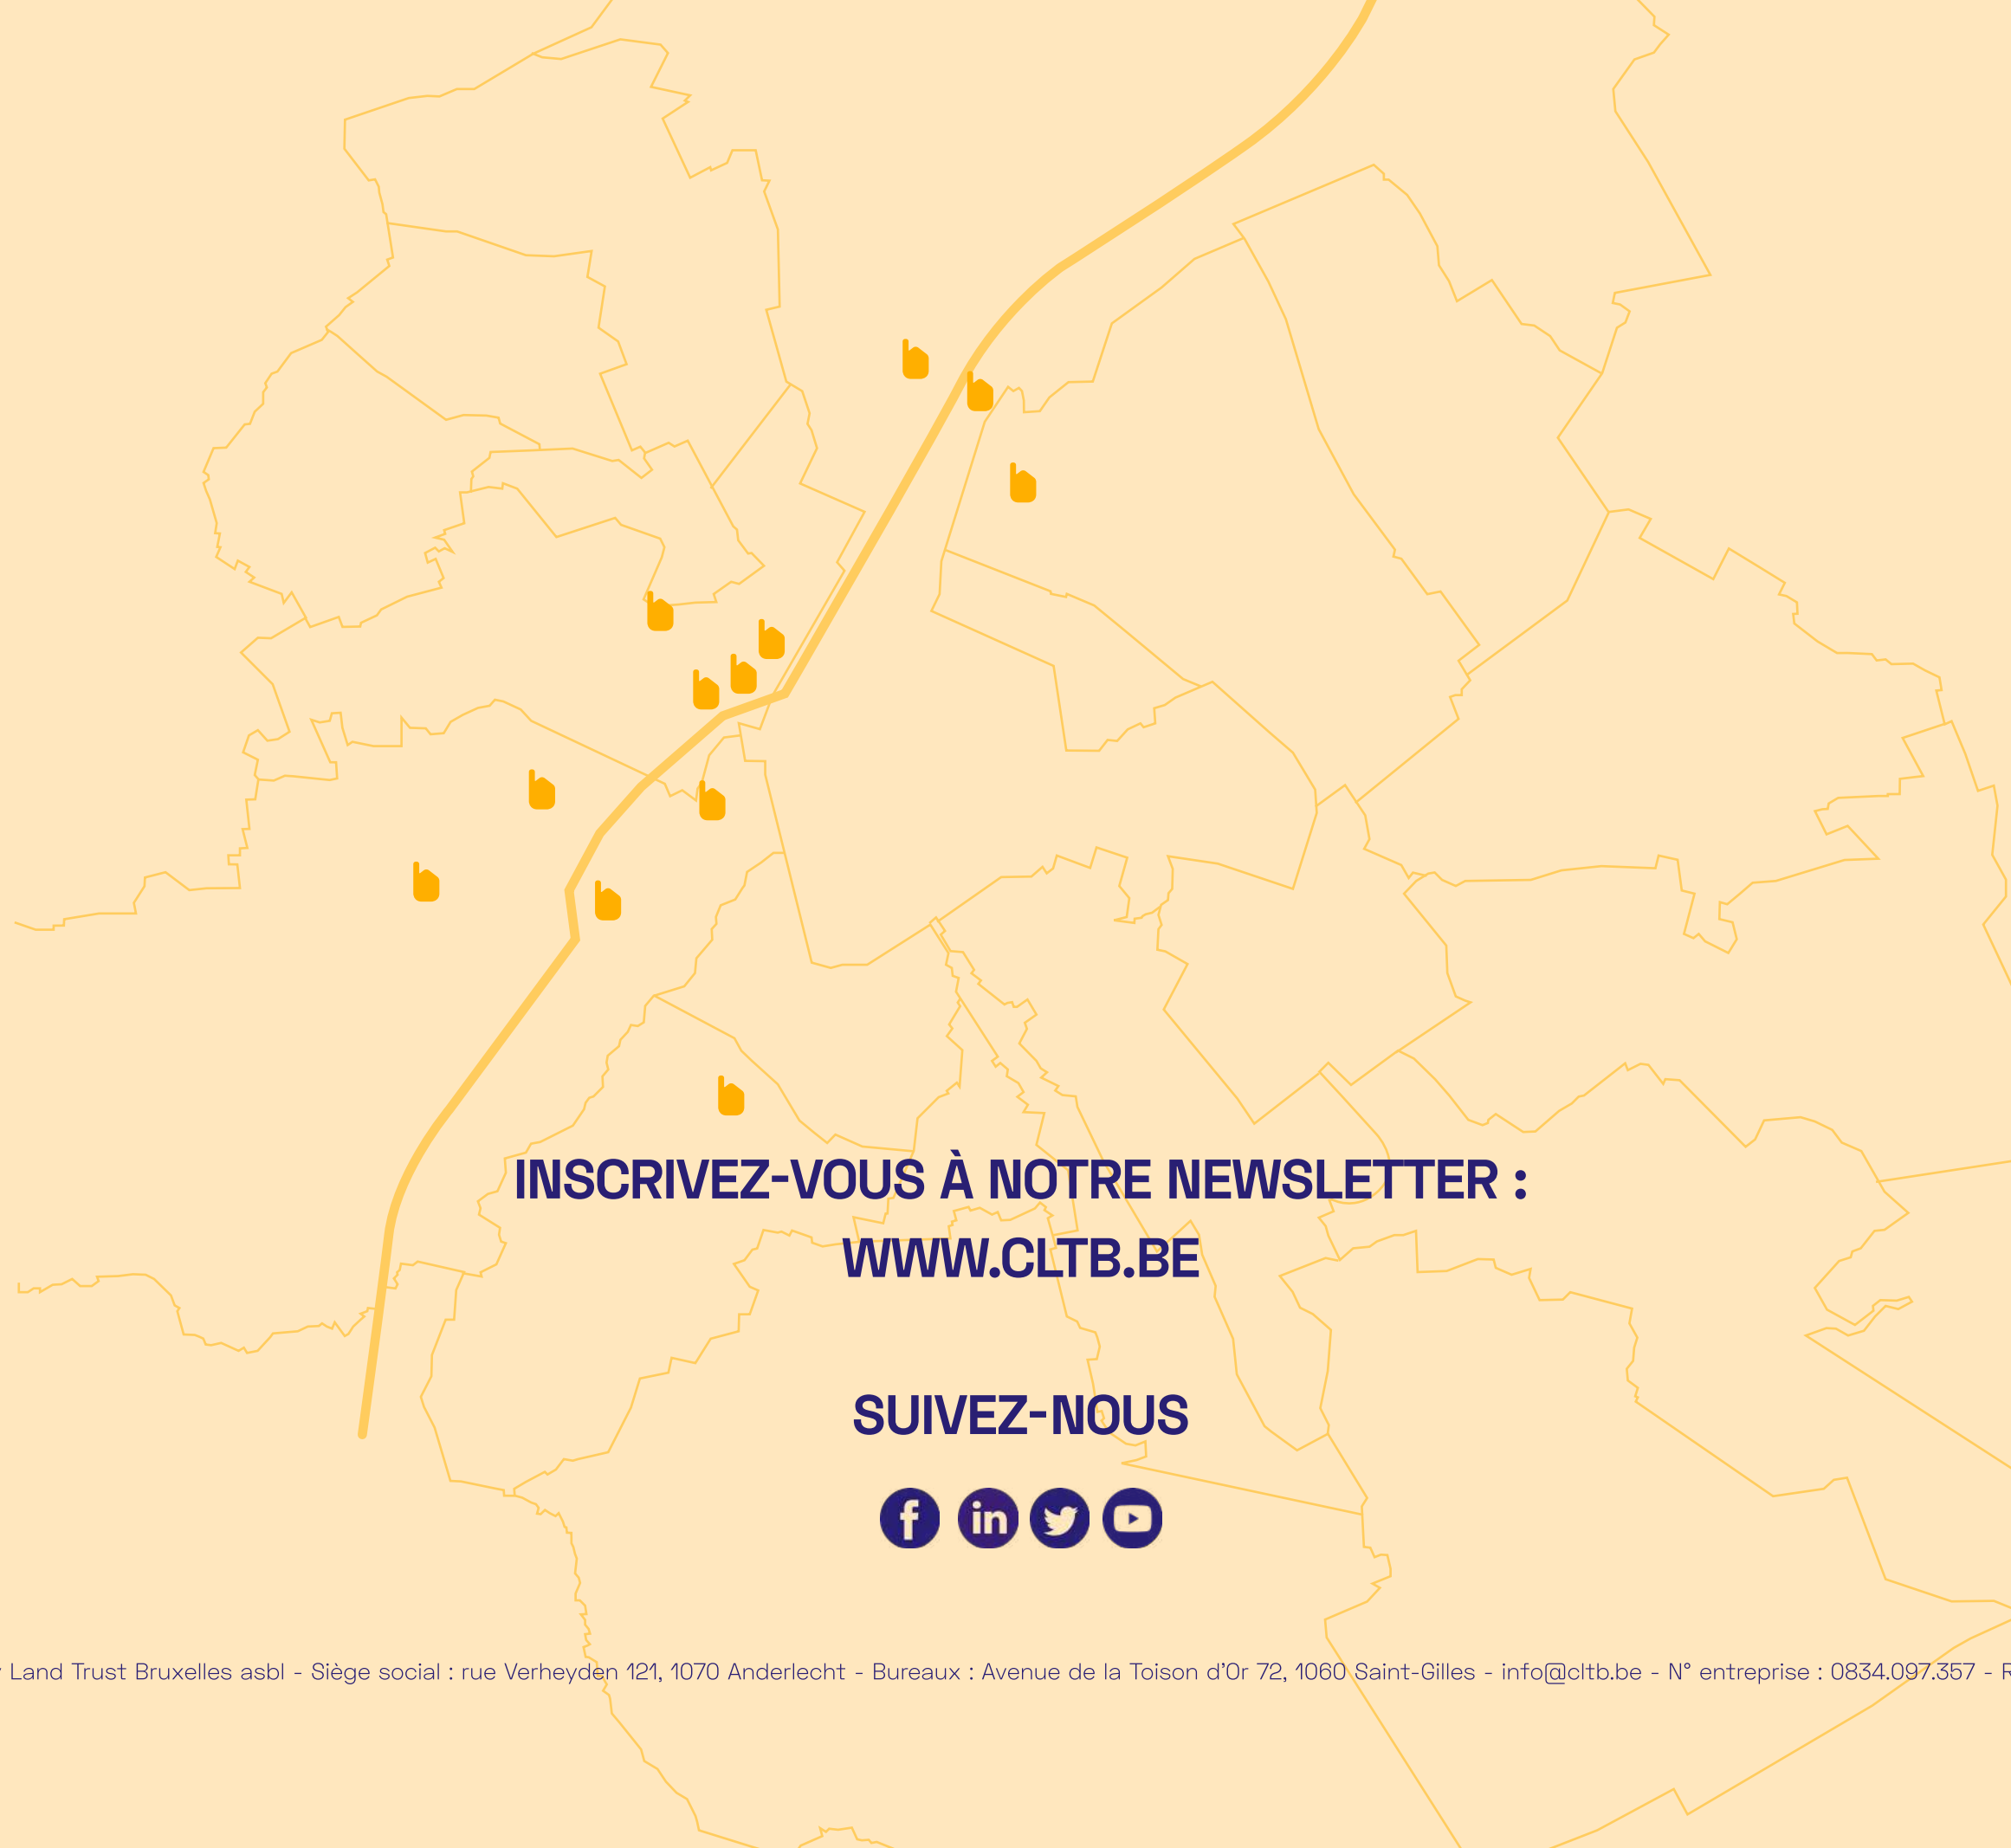 INSCRIVEZ-VOUS À NOTRE NEWSLETTER :
WWW.CLTB.BE
SUIVEZ-NOUS
f in
Land Trust Bruxelles asbl - Siège social : rue Verheyden 121, 1070 Anderlecht - Bureaux : Avenue de la Toison d'Or 72, 1060 Saint-Gilles - info@cltb.be - N° entreprise : 0834.097.357 -